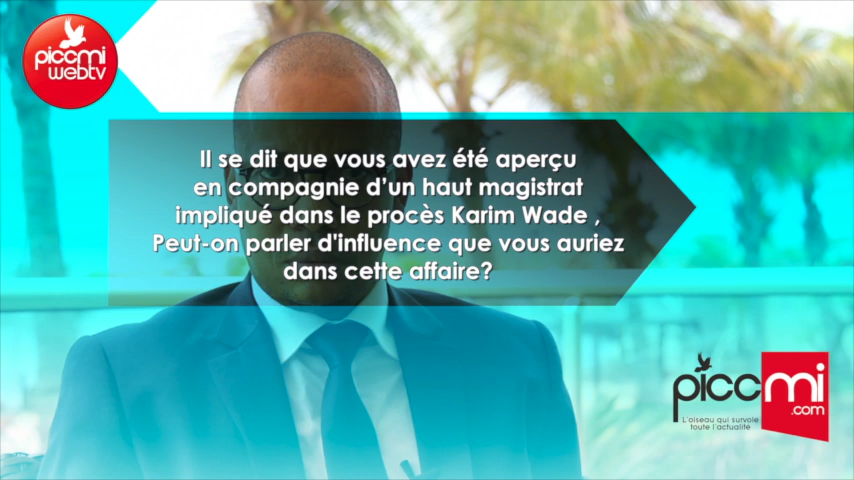 piccmi
webtv
Il se dit que vous avez été aperçu
en compagnie d’un haut magistrat
impliqué dans le procès Karim Wade ,
Peut-on parler d'influence que vous auriez
dans cette affaire?
piccmi
.com
L'oiseau qui survole
toute l'actualité